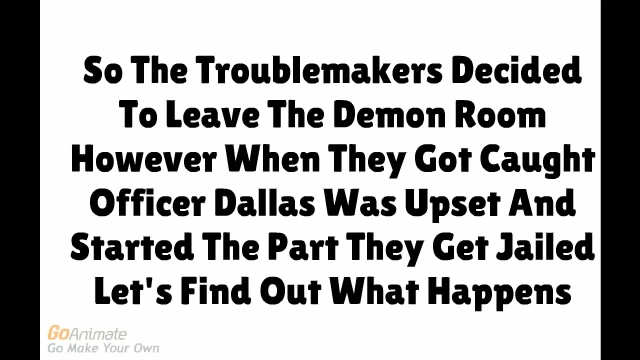 So The Troublemakers Decided
To Leave The Demon Room
However When They Got Caught
Officer Dallas Was Upset And
Started The Part They Get Jailed
Let's Find Out What Happens
GoAnimate
Go Make Your Own